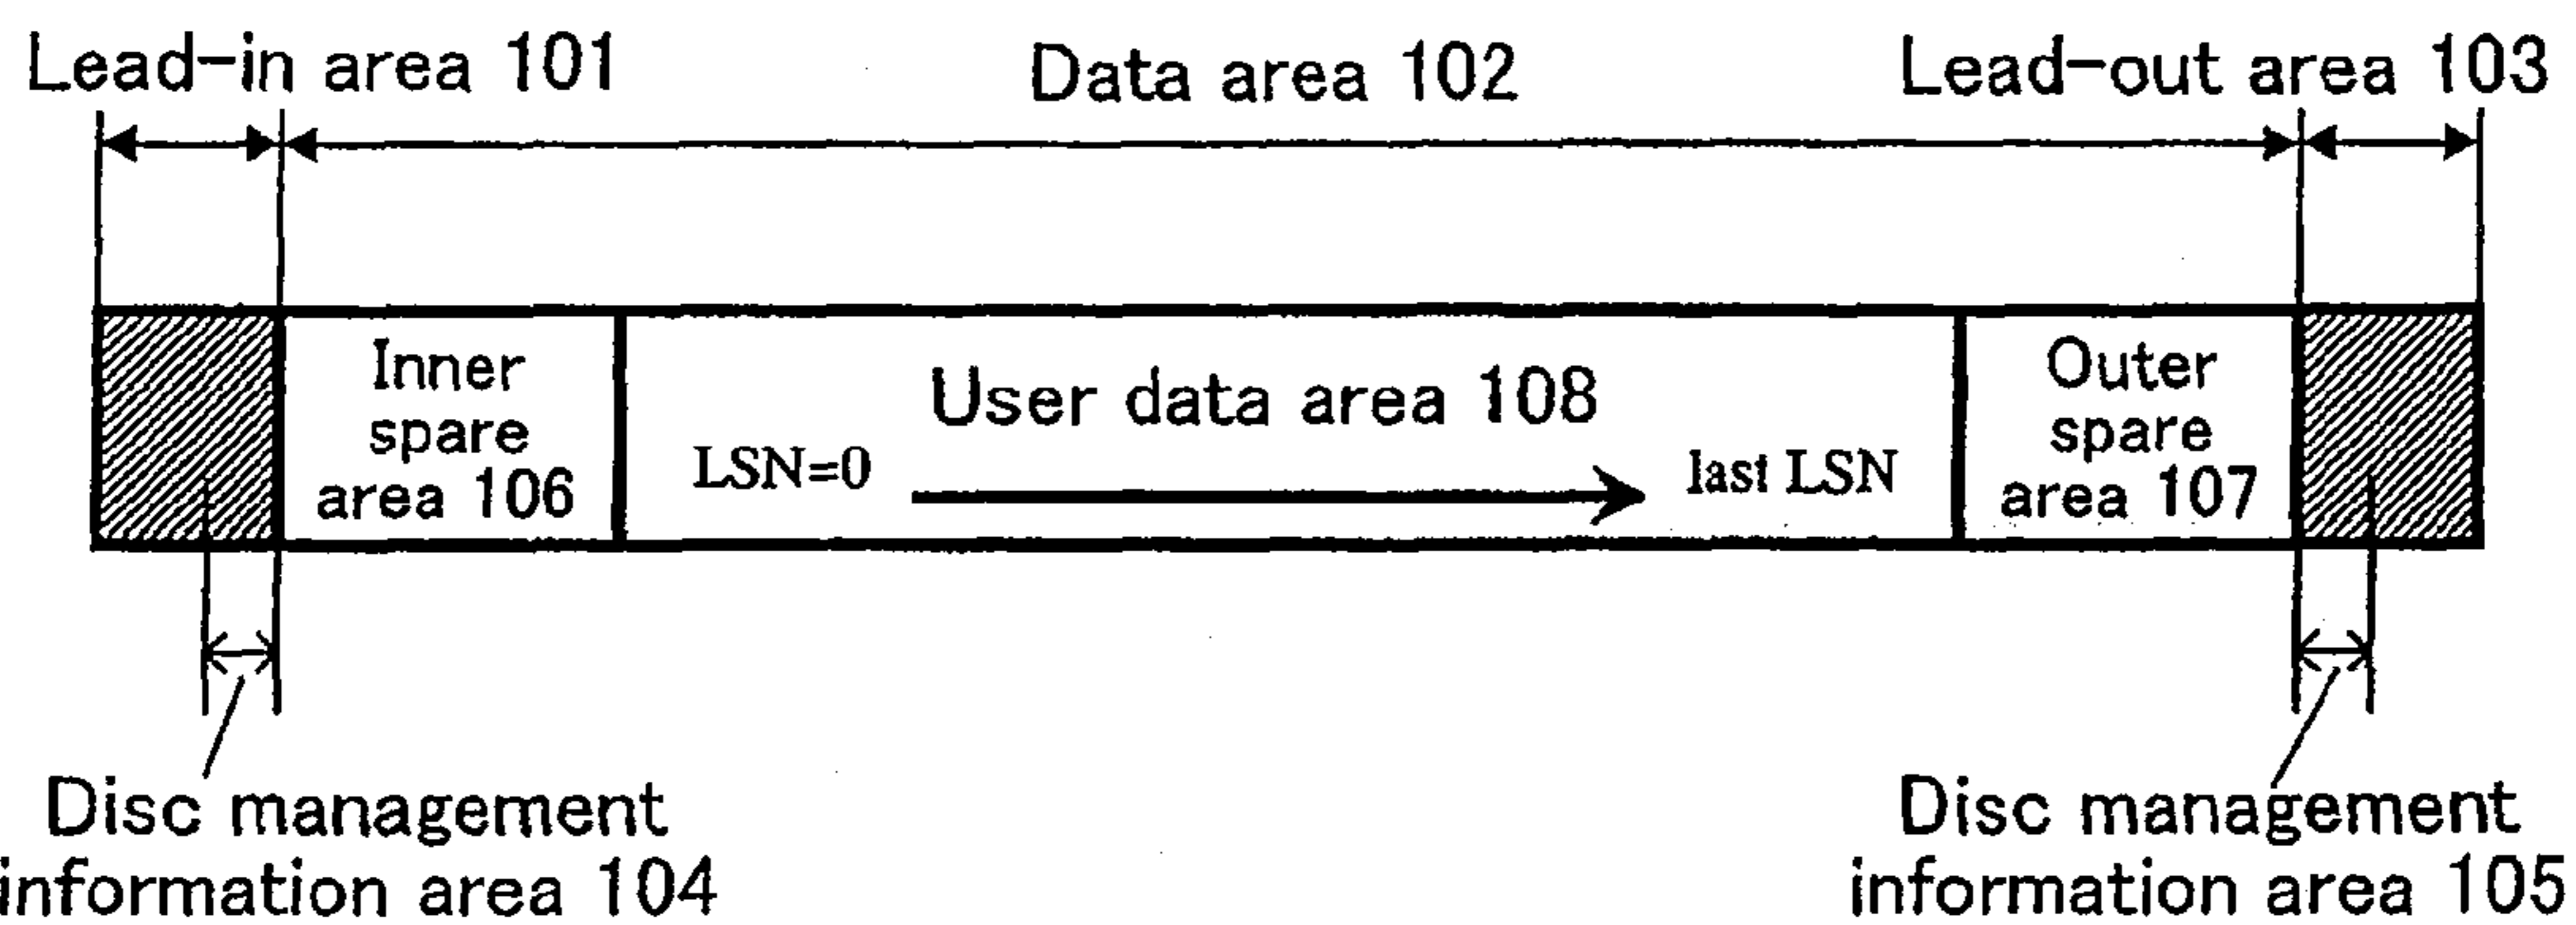 Lead-in area 101
Data area 102
Lead-out area 103
Inner
spare
area 106
User data area 108
LSN=0
last LSN
Outer
spare
area 107
Disc management
information area 104
Disc management
information area 105